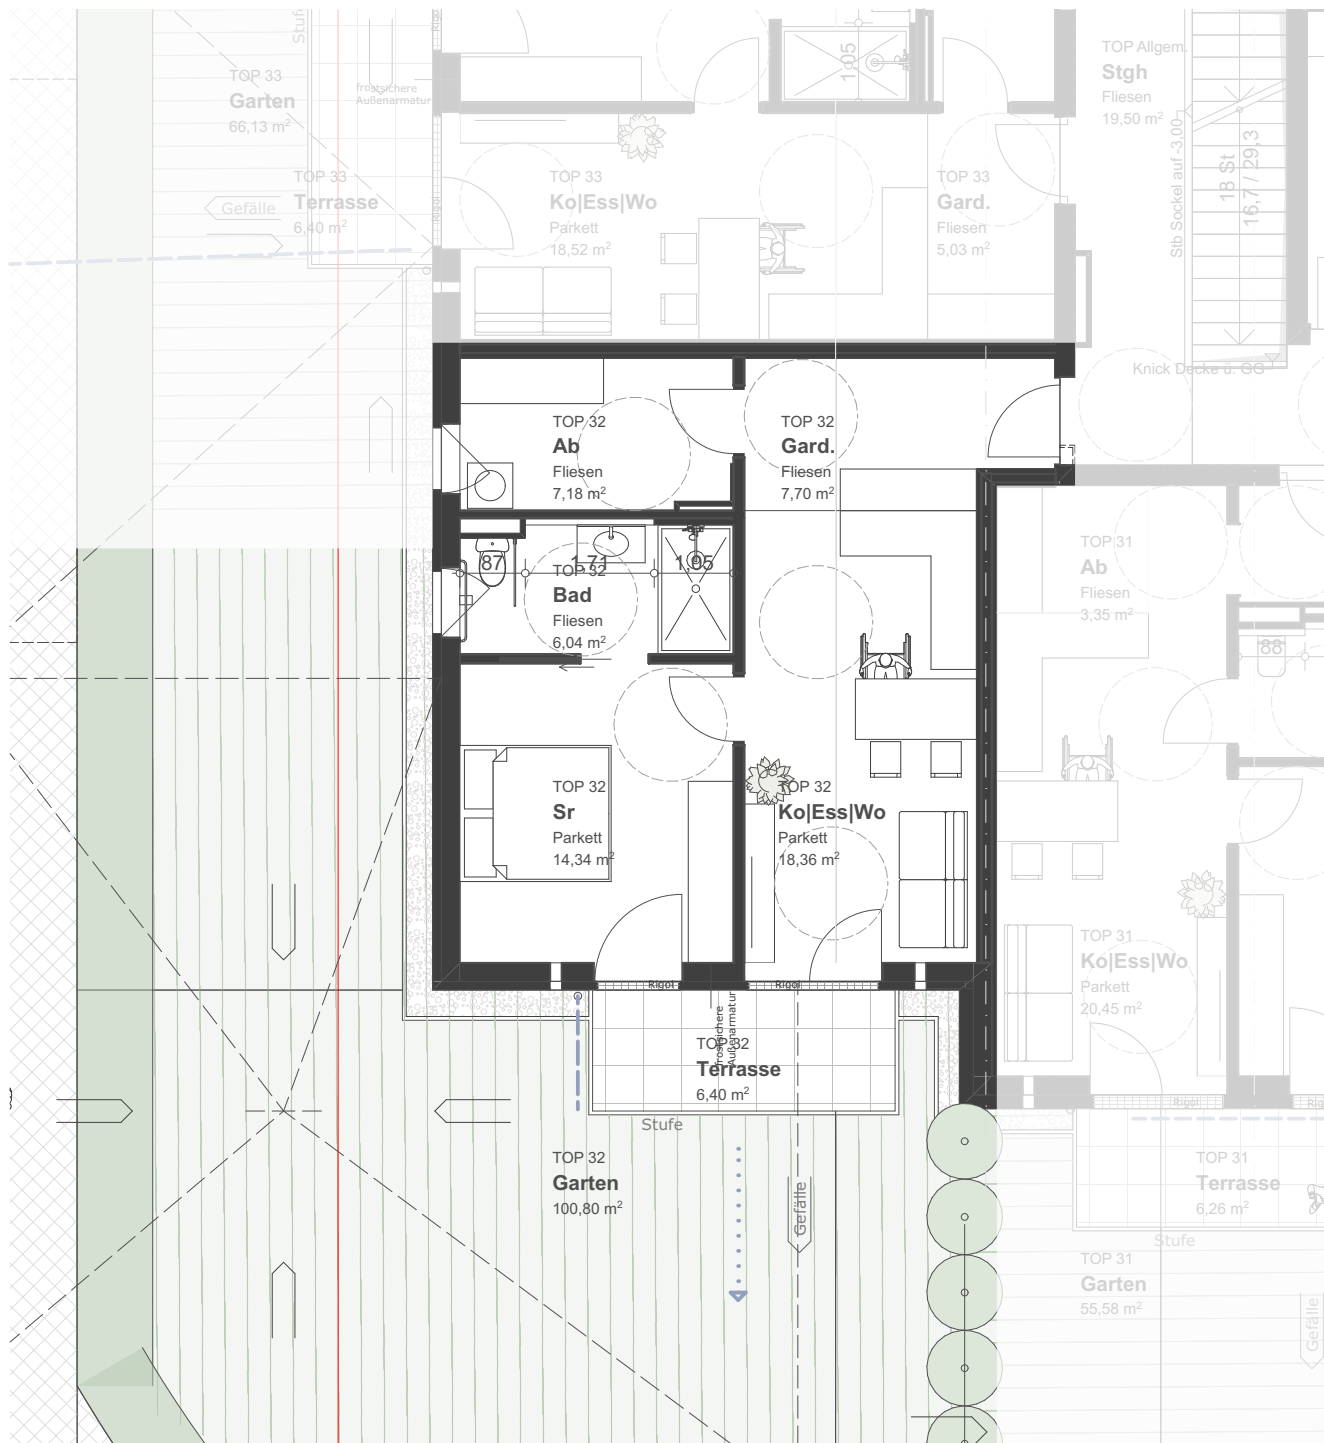 Stufe
TOP 33
Garten
66,13 m²
frostsichere
Außenarmatur
Rigol
1,05
TOP Allgem.
Stgh
Fliesen
19,50 m²
Stb Sockel auf -3,00
18 St
16,7 / 29,3
TOP 33
Terrasse
6,40 m²
Gefälle
Rigol
TOP 33
Ko|Ess|Wo
Parkett
18,52 m²
TOP 33
Gard.
Fliesen
5,03 m²
Knick Decke ü. GG
TOP 32
Ab
Fliesen
7,18 m²
TOP 32
Gard.
Fliesen
7,70 m²
87
1,71
1,05
TOP 32
Bad
Fliesen
6,04 m²
TOP 31
Ab
Fliesen
3,35 m²
88
TOP 32
Sr
Parkett
14,34 m²
TOP 32
Ko|Ess|Wo
Parkett
18,36 m²
TOP 31
Ko|Ess|Wo
Parkett
20,45 m²
Rigol
Rigol
frostsichere
Außenarmatur
TOP 32
Terrasse
6,40 m²
Stufe
Rigol
TOP 32
Garten
100,80 m²
Gefälle
TOP 31
Terrasse
6,26 m²
Stufe
TOP 31
Garten
55,58 m²
Gefälle